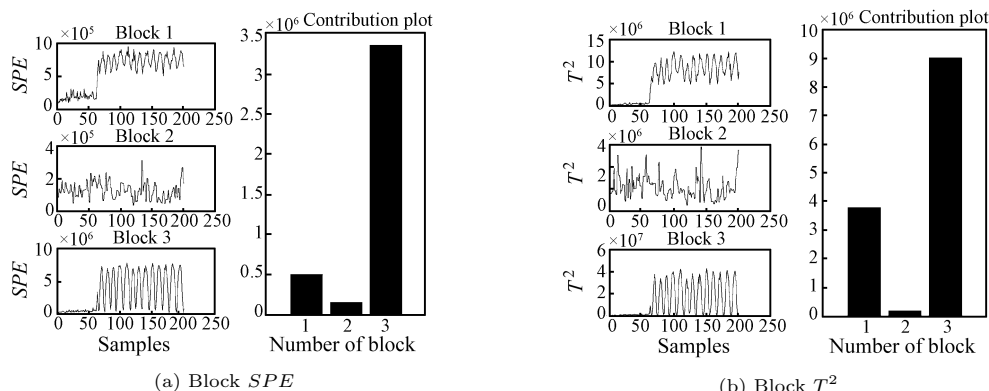 ×10⁵ Block 1
10
5
0
SPE
0 50 100 150 200 250
×10⁵ Block 2
4
2
0
SPE
0 50 100 150 200 250
×10⁶ Block 3
10
5
0
SPE
0 50 100 150 200 250
Samples
×10⁶ Contribution plot
3.5
3.5
3
2.5
2
1.5
1
0.5
0
1 2 3
Number of block
(a) Block SPE
×10⁶ Block 1
15
10
5
0
T²
0 50 100 150 200 250
×10⁶ Block 2
4
2
0
T²
0 50 100 150 200 250
×10⁷ Block 3
6
4
2
0
T²
0 50 100 150 200 250
Samples
×10⁶ Contribution plot
10
9
8
7
6
5
4
3
2
1
0
1 2 3
Number of block
(b) Block T²